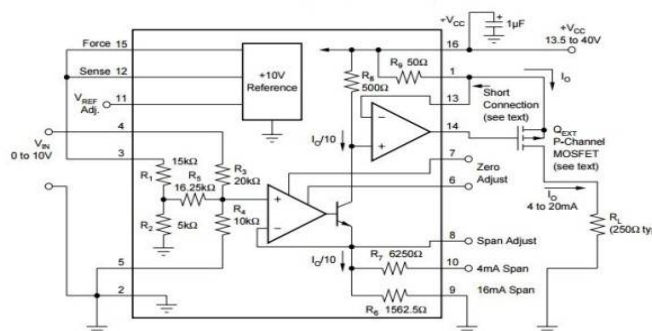 +VCC
1μF
+VCC
13.5 to 40V
Force 15
16
R9 50Ω
Sense 12
+10V
Reference
R8
500Ω
1
IO
VREF
Adj.
11
13
Short
Connection
(see text)
VIN
0 to 10V
4
IO/10
14
QEXT
P-Channel
MOSFET
(see text)
3
15kΩ
R1
R5
16.25kΩ
R3
20kΩ
7
Zero
Adjust
6
IO
4 to 20mA
R2
5kΩ
R4
10kΩ
RL
(250Ω ty
IO/10
8
Span Adjust
5
R7 6250Ω
10
4mA Span
2
9
16mA Span
R6 1562.5Ω